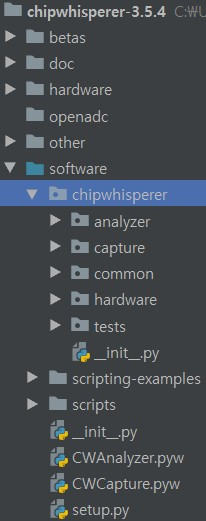 chipwhisperer-3.5.4 C:₩U
betas
doc
hardware
openadc
other
software
chipwhisperer
analyzer
capture
common
hardware
tests
__init__.py
scripting-examples
scripts
__init__.py
CWAnalyzer.pyw
CWCapture.pyw
setup.py